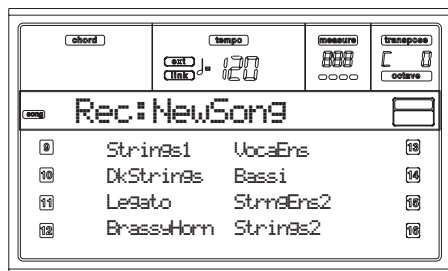 chord tempo measure transpose
ext link ♩= 120 888 C 0
octave
song Rec:NewSong
9 Strings1 VocaEns 13
10 DkStrings Bassi 14
11 Legato StrngEns2 15
12 BrassyHorn Strings2 16